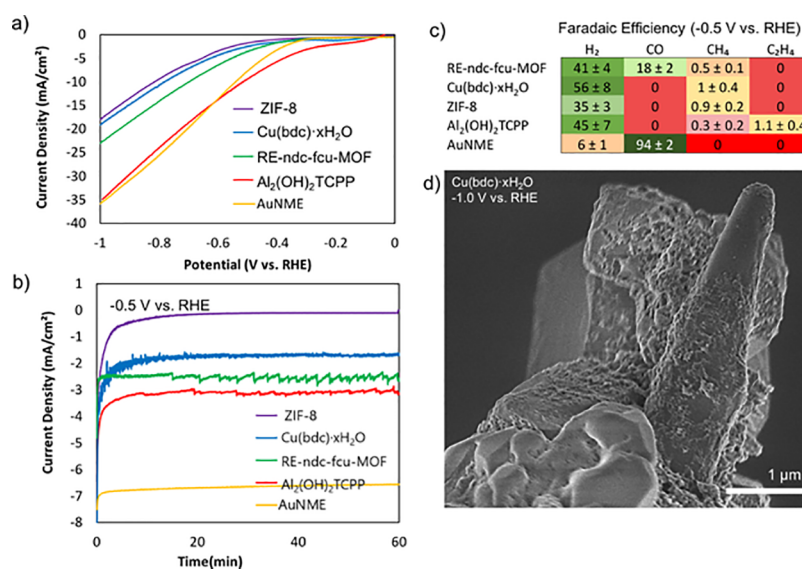 a)
Current Density (mA/cm²)
0
-5
-10
-15
-20
-25
-30
-35
-40
-1
-0.8
-0.6
-0.4
-0.2
0
Potential (V vs. RHE)
ZIF-8
Cu(bdc)·xH₂O
RE-ndc-fcu-MOF
Al₂(OH)₂TCPP
AuNME
b)
-0.5 V vs. RHE
Current Density (mA/cm²)
1
0
-1
-2
-3
-4
-5
-6
-7
-8
0
20
40
60
Time(min)
ZIF-8
Cu(bdc)·xH₂O
RE-ndc-fcu-MOF
Al₂(OH)₂TCPP
AuNME
c)
Faradaic Efficiency (-0.5 V vs. RHE)
H₂ CO CH₄ C₂H₄
RE-ndc-fcu-MOF 41 ± 4 18 ± 2 0.5 ± 0.1 0
Cu(bdc)·xH₂O 56 ± 8 0 1 ± 0.4 0
ZIF-8 35 ± 3 0 0.9 ± 0.2 0
Al₂(OH)₂TCPP 45 ± 7 0 0.3 ± 0.2 1.1 ± 0.4
AuNME 6 ± 1 94 ± 2 0 0
d)
Cu(bdc)·xH₂O
-1.0 V vs. RHE
1 µm